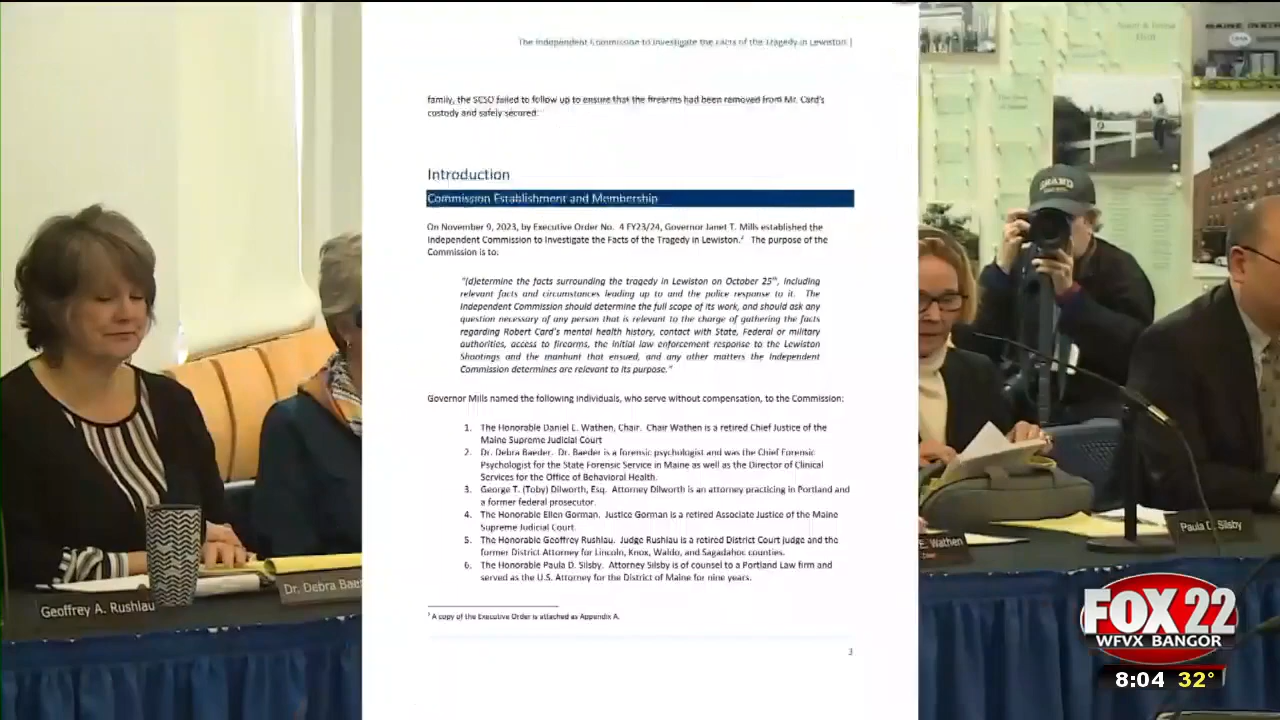 The Independent Commission to Investigate the Facts of the Tragedy in Lewiston |
family, the SCSO failed to follow up to ensure that the firearms had been removed from Mr. Card's
custody and safely secured.
Introduction
Commission Establishment and Membership
On November 9, 2023, by Executive Order No. 4 FY23/24, Governor Janet T. Mills established the
Independent Commission to Investigate the Facts of the Tragedy in Lewiston.¹ The purpose of the
Commission is to:
"(d)etermine the facts surrounding the tragedy in Lewiston on October 25th, including
relevant facts and circumstances leading up to and the police response to it. The
Independent Commission should determine the full scope of its work, and should ask any
question necessary of any person that is relevant to the charge of gathering the facts
regarding Robert Card's mental health history, contact with State, Federal or military
authorities, access to firearms, the initial law enforcement response to the Lewiston
Shootings and the manhunt that ensued, and any other matters the Independent
Commission determines are relevant to its purpose."
Governor Mills named the following individuals, who serve without compensation, to the Commission:
1. The Honorable Daniel E. Wathen, Chair. Chair Wathen is a retired Chief Justice of the
Maine Supreme Judicial Court
2. Dr. Debra Baeder. Dr. Baeder is a forensic psychologist and was the Chief Forensic
Psychologist for the State Forensic Service in Maine as well as the Director of Clinical
Services for the Office of Behavioral Health.
3. George T. (Toby) Dilworth, Esq. Attorney Dilworth is an attorney practicing in Portland and
a former federal prosecutor.
4. The Honorable Ellen Gorman. Justice Gorman is a retired Associate Justice of the Maine
Supreme Judicial Court.
5. The Honorable Geoffrey Rushlau. Judge Rushlau is a retired District Court judge and the
former District Attorney for Lincoln, Knox, Waldo, and Sagadahoc counties.
6. The Honorable Paula D. Silsby. Attorney Silsby is of counsel to a Portland Law firm and
served as the U.S. Attorney for the District of Maine for nine years.
¹ A copy of the Executive Order is attached as Appendix A.
3
Geoffrey A. Rushlau
Dr. Debra Bae
E. Wathen
Paula D. Silsby
FOX 22
WFVX BANGOR
8:04 32°